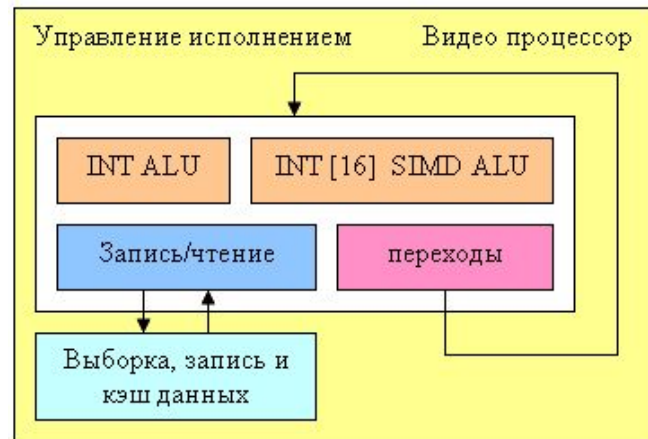 Управление исполнением
Видео процессор
INT ALU
INT [16] SIMD ALU
Запись/чтение
переходы
Выборка, запись и
кэш данных